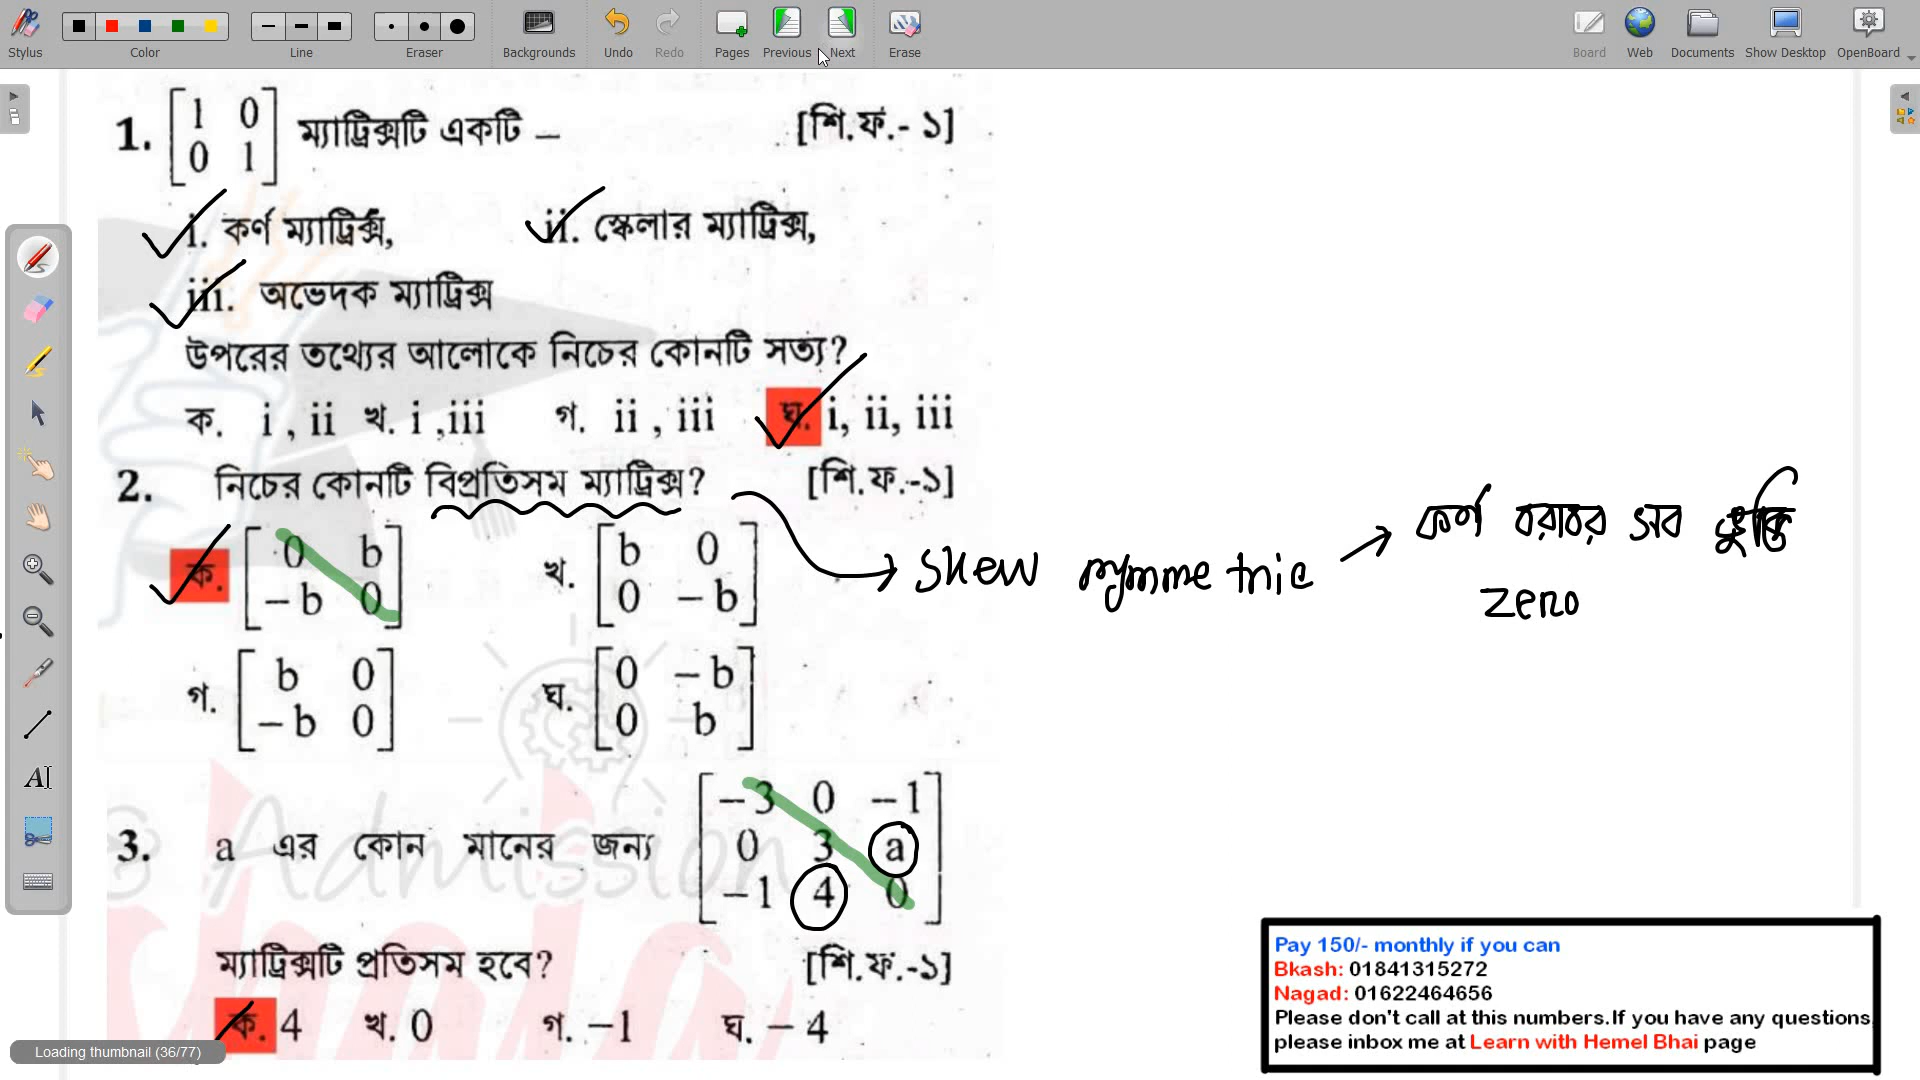 Stylus Color Line Eraser Backgrounds Undo Redo Pages Previous Next Erase Board Web Documents Show Desktop OpenBoard
1. [1 0 ম্যাট্রিক্সটি একটি – [শি.ফ.- ১]
0 1]
i. কর্ণ ম্যাট্রিক্স, ii. স্কেলার ম্যাট্রিক্স,
iii. অভেদক ম্যাট্রিক্স
উপরের তথ্যের আলোকে নিচের কোনটি সত্য?
ক. i , ii খ. i ,iii গ. ii , iii ঘ. i, ii, iii
2. নিচের কোনটি বিপ্রতিসম ম্যাট্রিক্স? [শি.ফ.-১]
ক. [0 b খ. [b 0
–b 0] 0 –b]
গ. [b 0 ঘ. [0 –b
–b 0] 0 b]
skew symmetric কর্ণ বরাবর সব ভুক্তি
zero
[–3 0 –1
3. a এর কোন মানের জন্য 0 3 a
–1 4 0]
ম্যাট্রিক্সটি প্রতিসম হবে? [শি.ফ.-১]
ক. 4 খ. 0 গ. –1 ঘ. – 4
Admission
Loading thumbnail (36/77)
Pay 150/- monthly if you can
Bkash: 01841315272
Nagad: 01622464656
Please don't call at this numbers.If you have any questions
please inbox me at Learn with Hemel Bhai page